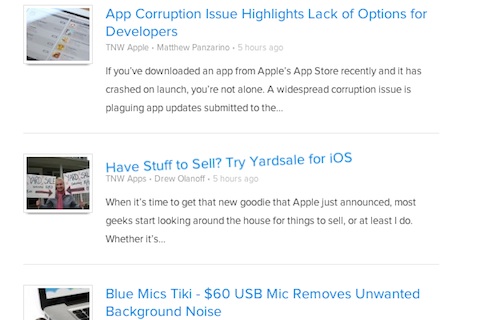 App Corruption Issue Highlights Lack of Options for
Developers
TNW Apple • Matthew Panzarino • 5 hours ago
If you've downloaded an app from Apple's App Store recently and it has
crashed on launch, you're not alone. A widespread corruption issue is
plaguing app updates submitted to the...
Have Stuff to Sell? Try Yardsale for iOS
TNW Apps • Drew Olanoff • 5 hours ago
When it's time to get that new goodie that Apple just announced, most
geeks start looking around the house for things to sell, or at least I do.
Whether it's...
Blue Mics Tiki - $60 USB Mic Removes Unwanted
Background Noise